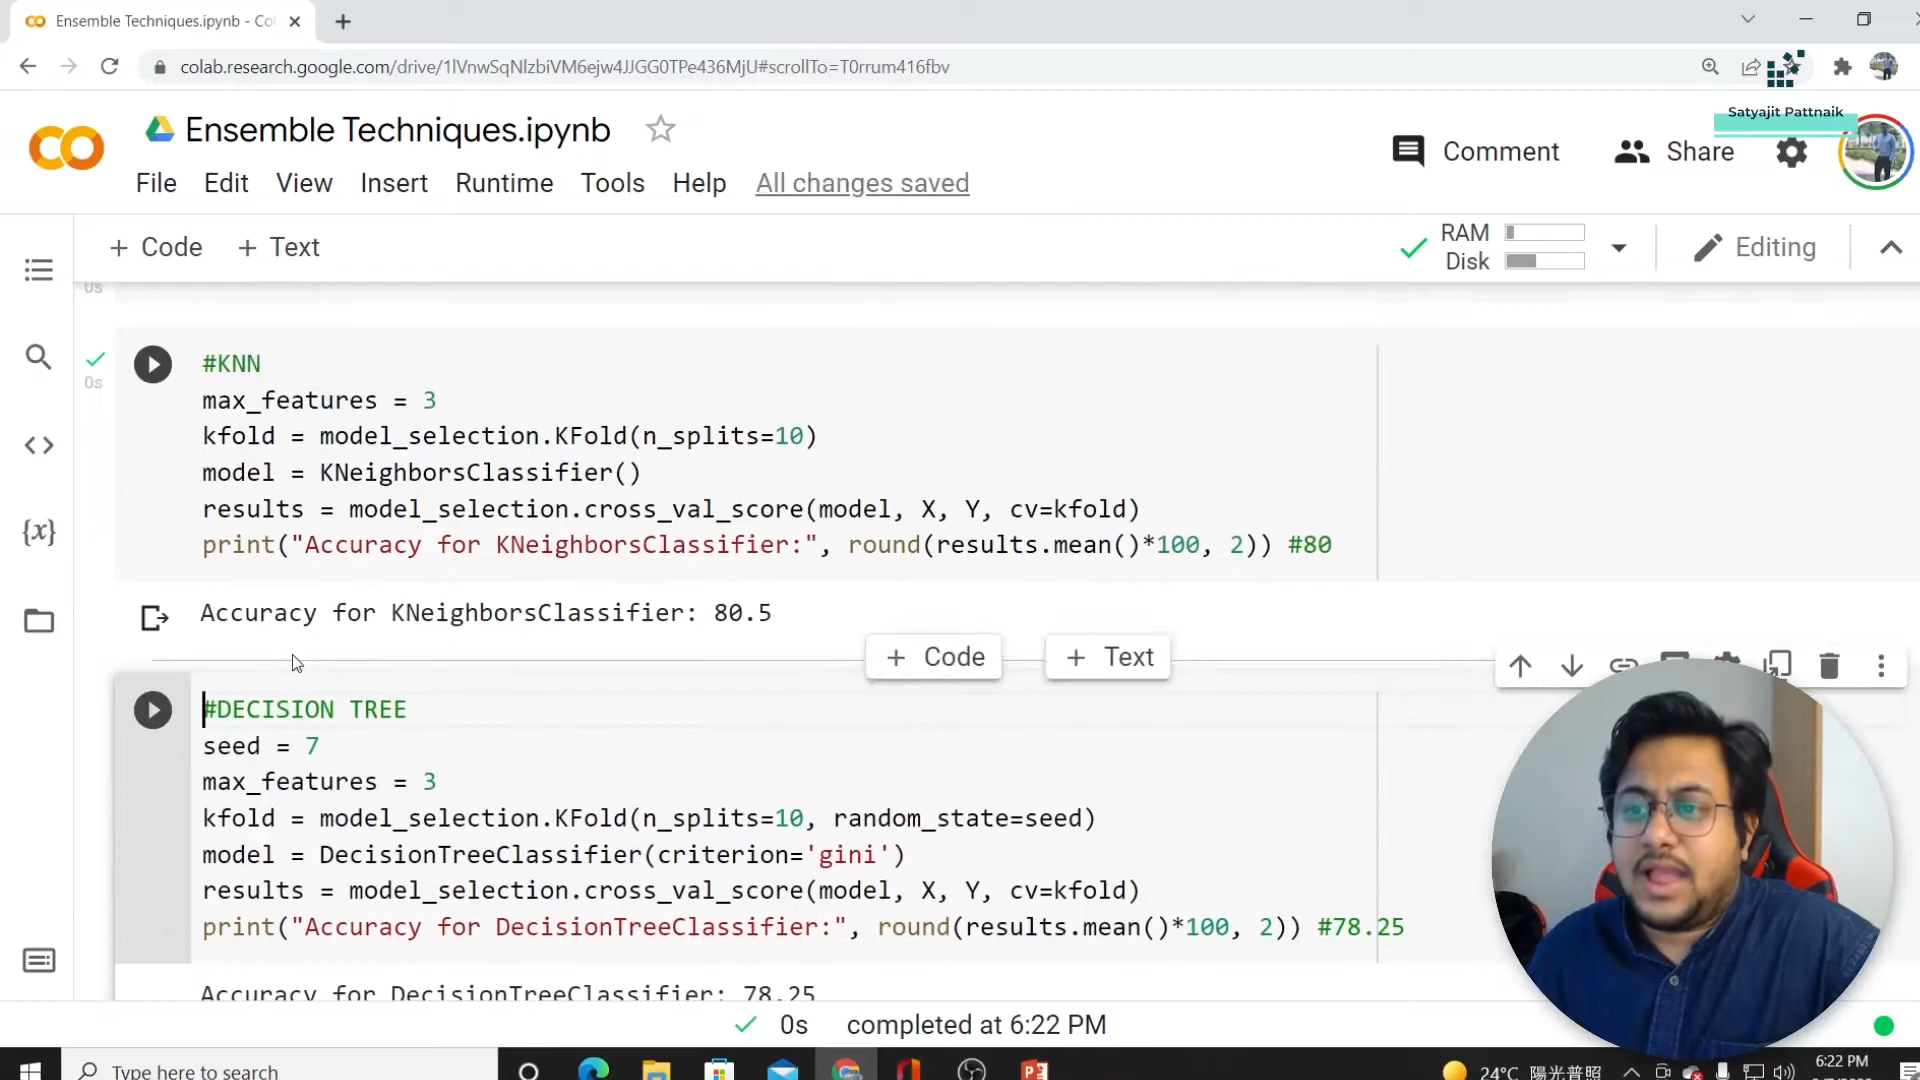 Ensemble Techniques.ipynb - Col
colab.research.google.com/drive/1lVnwSqNlzbiVM6ejw4JJGG0TPe436MjU#scrollTo=T0rrum416fbv
Satyajit Pattnaik
Ensemble Techniques.ipynb
Comment
Share
File Edit View Insert Runtime Tools Help All changes saved
+ Code + Text
RAM
Disk
Editing
0s
0s
#KNN
max_features = 3
kfold = model_selection.KFold(n_splits=10)
model = KNeighborsClassifier()
results = model_selection.cross_val_score(model, X, Y, cv=kfold)
print("Accuracy for KNeighborsClassifier:", round(results.mean()*100, 2)) #80
Accuracy for KNeighborsClassifier: 80.5
+ Code + Text
#DECISION TREE
seed = 7
max_features = 3
kfold = model_selection.KFold(n_splits=10, random_state=seed)
model = DecisionTreeClassifier(criterion='gini')
results = model_selection.cross_val_score(model, X, Y, cv=kfold)
print("Accuracy for DecisionTreeClassifier:", round(results.mean()*100, 2)) #78.25
Accuracy for DecisionTreeClassifier: 78.25
0s completed at 6:22 PM
Type here to search
24°C 陽光普照
6:22 PM